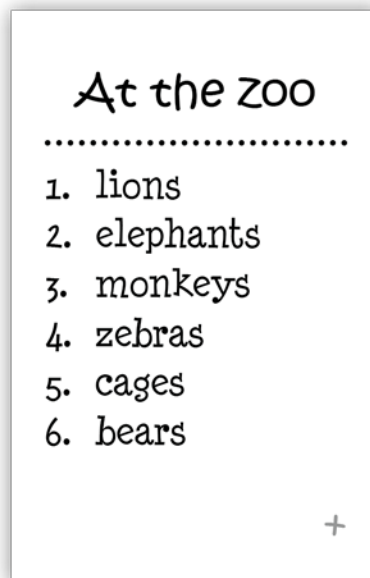 At the zoo
1. lions
2. elephants
3. monkeys
4. zebras
5. cages
6. bears
+